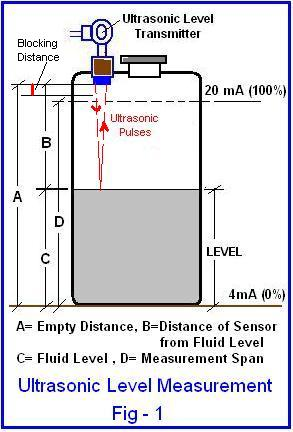 Ultrasonic Level
Transmitter
Blocking
Distance
20 mA (100%)
Ultrasonic
Pulses
B
A
D
C
LEVEL
4mA (0%)
A= Empty Distance, B=Distance of Sensor
from Fluid Level
C= Fluid Level , D= Measurement Span
Ultrasonic Level Measurement
Fig - 1